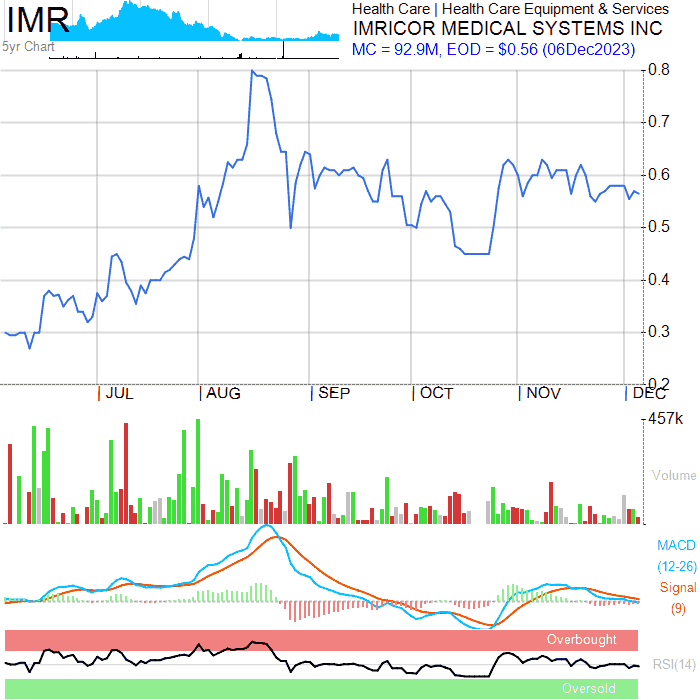 IMR
5yr Chart
Health Care | Health Care Equipment & Services
IMRICOR MEDICAL SYSTEMS INC
MC = 92.9M, EOD = $0.56 (06Dec2023)
0.8
0.7
0.6
0.5
0.4
0.3
0.2
JUL AUG SEP OCT NOV DEC
457k
Volume
MACD
(12-26)
Signal
(9)
Overbought
RSI(14)
Oversold